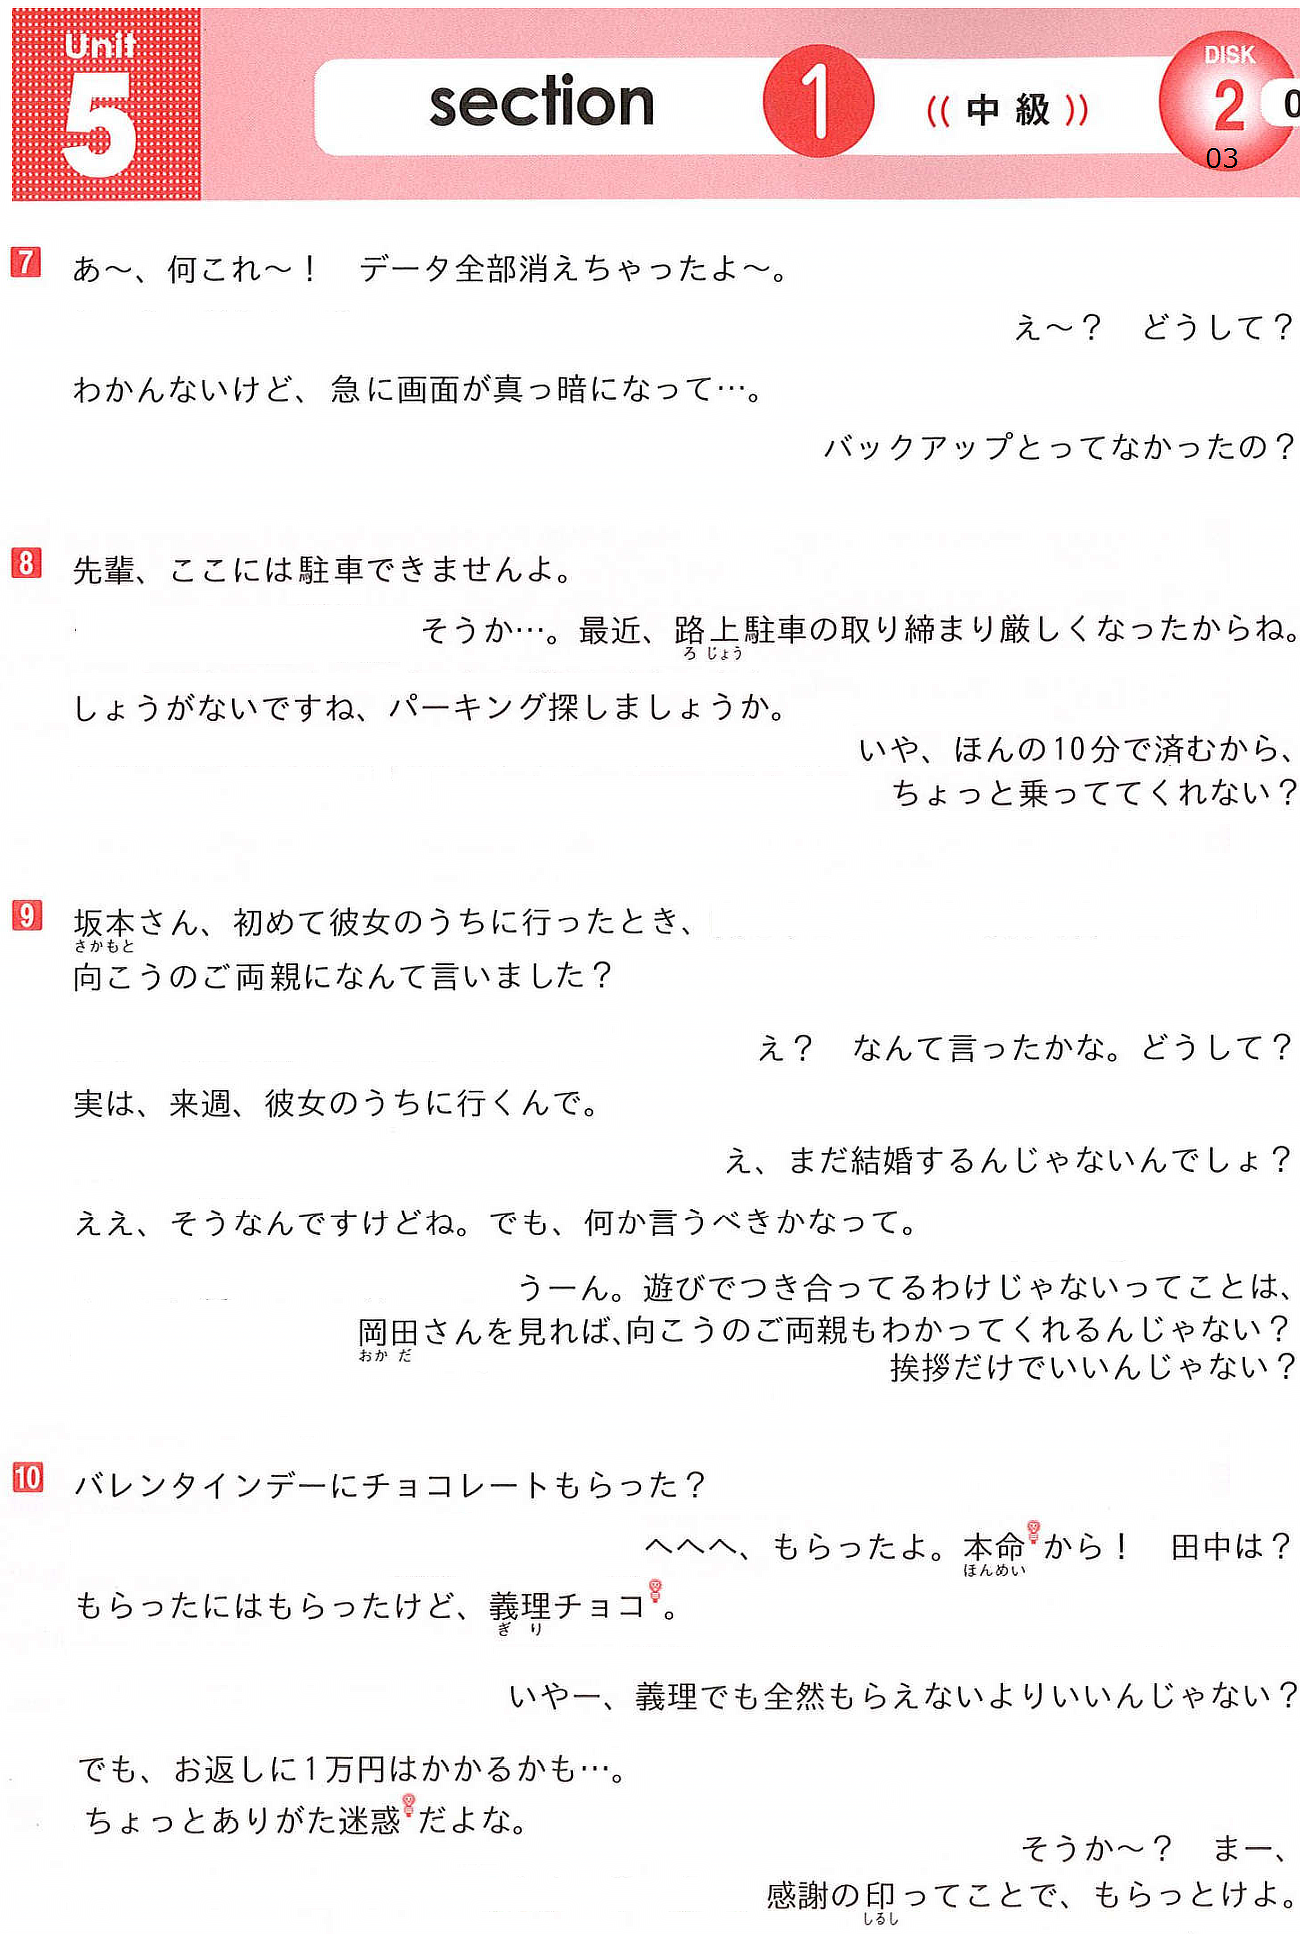 Unit
5
section 1 ((中級))
DISK
2
0
03
7 あ～、何これ～！　データ全部消えちゃったよ～。
え～？　どうして？
わかんないけど、急に画面が真っ暗になって…。
バックアップとってなかったの？
8 先輩、ここには駐車できませんよ。
そうか…。最近、路上駐車の取り締まり厳しくなったからね。
ろ じょう
しょうがないですね、パーキング探しましょうか。
いや、ほんの10分で済むから、
ちょっと乗っててくれない？
9 坂本さん、初めて彼女のうちに行ったとき、
さかもと
向こうのご両親になんて言いました？
え？　なんて言ったかな。どうして？
実は、来週、彼女のうちに行くんで。
え、まだ結婚するんじゃないんでしょ？
ええ、そうなんですけどね。でも、何か言うべきかなって。
うーん。遊びでつき合ってるわけじゃないってことは、
岡田さんを見れば、向こうのご両親もわかってくれるんじゃない？
おか だ
挨拶だけでいいんじゃない？
10 バレンタインデーにチョコレートもらった？
へへへ、もらったよ。本命から！　田中は？
ほんめい
もらったにはもらったけど、義理チョコ。
ぎ り
いやー、義理でも全然もらえないよりいいんじゃない？
でも、お返しに1万円はかかるかも…。
ちょっとありがた迷惑だよな。
そうか～？　まー、
感謝の印ってことで、もらっとけよ。
しるし